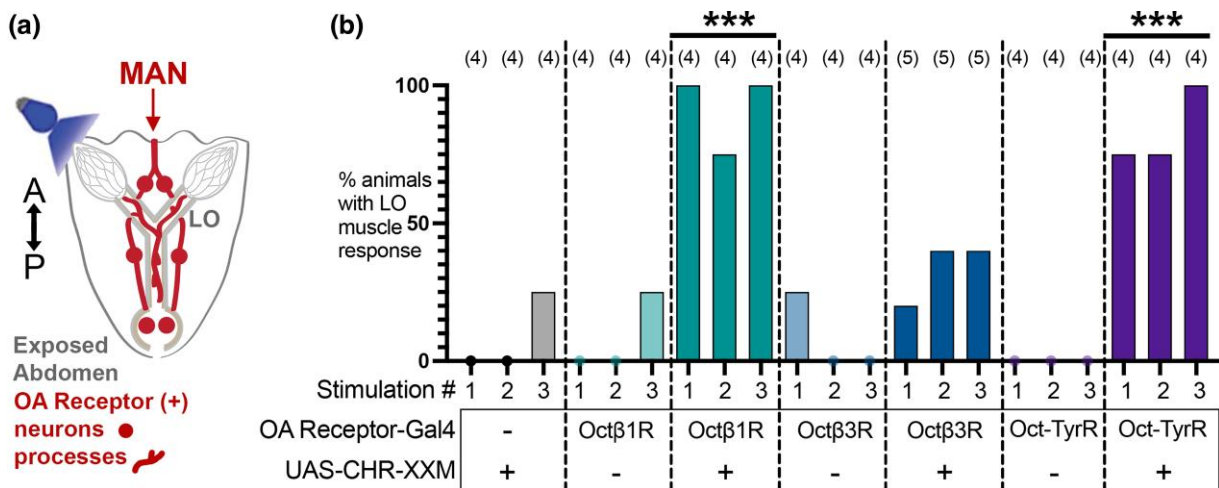 (a)
MAN
A
P
LO
Exposed
Abdomen
OA Receptor (+)
neurons
processes
(b)
*** ***
(4) (4) (4) (4) (4) (4) (4) (4) (4) (4) (4) (4) (5) (5) (5) (4) (4) (4) (4) (4) (4)
100
% animals
with LO
muscle
response
50
0
Stimulation # 1 2 3 1 2 3 1 2 3 1 2 3 1 2 3 1 2 3 1 2 3
OA Receptor-Gal4 - Octβ1R Octβ1R Octβ3R Octβ3R Oct-TyrR Oct-TyrR
UAS-CHR-XXM + - + - + - +